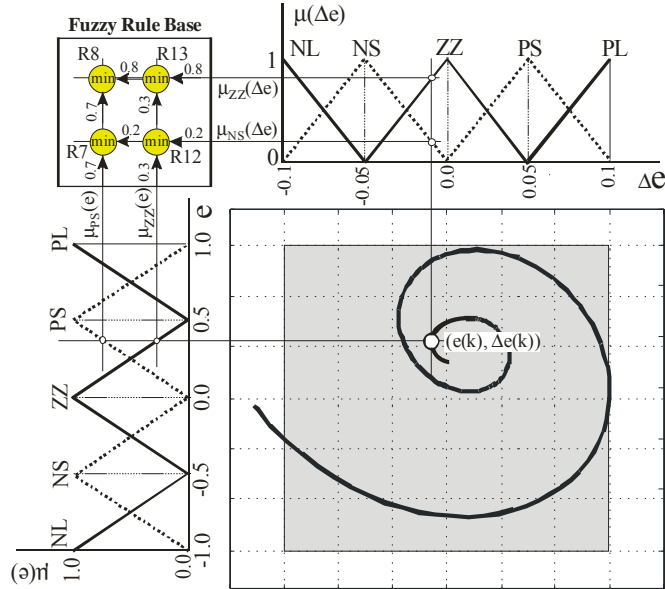 Fuzzy Rule Base
R8 R13
min 0.8 min 0.8
0.7 0.3
min 0.2 min 0.2
R7 R12
0.7 0.3
μPS(e) μZZ(e)
μZZ(Δe)
μNS(Δe)
μ(Δe)
1 NL NS ZZ PS PL
0
-0.1 -0.05 0.0 0.05 0.1 Δe
e
PL 1.0
PS 0.5
ZZ 0.0
NS -0.5
NL -1.0
μ(e) 1.0 0.0
(e(k), Δe(k))